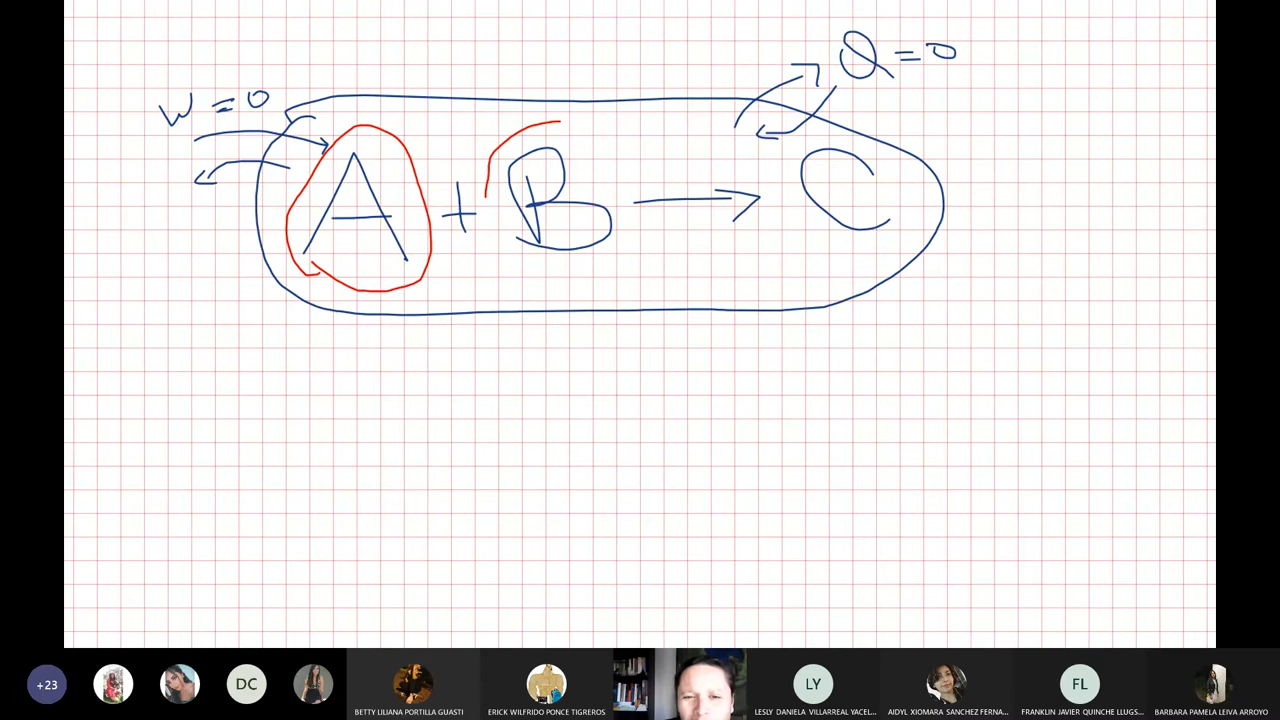 Q = 0
W = 0
A + B → C
+23
DC
LY
FL
BETTY LILIANA PORTILLA GUASTI
ERICK WILFRIDO PONCE TIGREROS
LESLY DANIELA VILLARREAL YACEL...
AIDYL XIOMARA SANCHEZ FERNA...
FRANKLIN JAVIER QUINCHE LLUGS...
BARBARA PAMELA LEIVA ARROYO